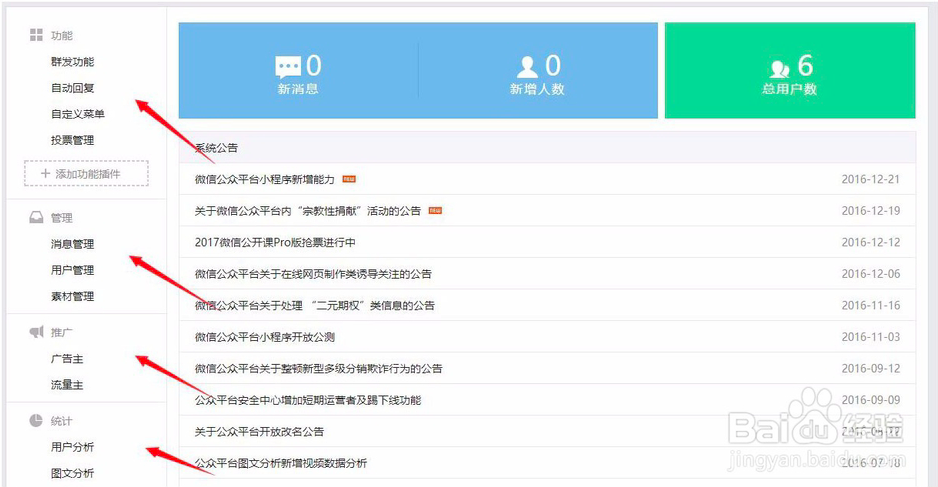 功能
群发功能
自动回复
自定义菜单
投票管理
+ 添加功能插件
管理
消息管理
用户管理
素材管理
推广
广告主
流量主
统计
用户分析
图文分析
0
新消息
0
新增人数
6
总用户数
系统公告
微信公众平台小程序新增能力 NEW 2016-12-21
关于微信公众平台内“宗教性捐献”活动的公告 NEW 2016-12-19
2017微信公开课Pro版抢票进行中 2016-12-12
微信公众平台关于在线网页制作类诱导关注的公告 2016-12-06
微信公众平台关于处理 “二元期权”类信息的公告 2016-11-16
微信公众平台小程序开放公测 2016-11-03
微信公众平台关于整顿新型多级分销欺诈行为的公告 2016-09-12
公众平台安全中心增加短期运营者及踢下线功能 2016-09-09
关于公众平台开放改名公告
公众平台图文分析新增视频数据分析 2016-07-18
Baidu 经验
jingyan.baidu.com